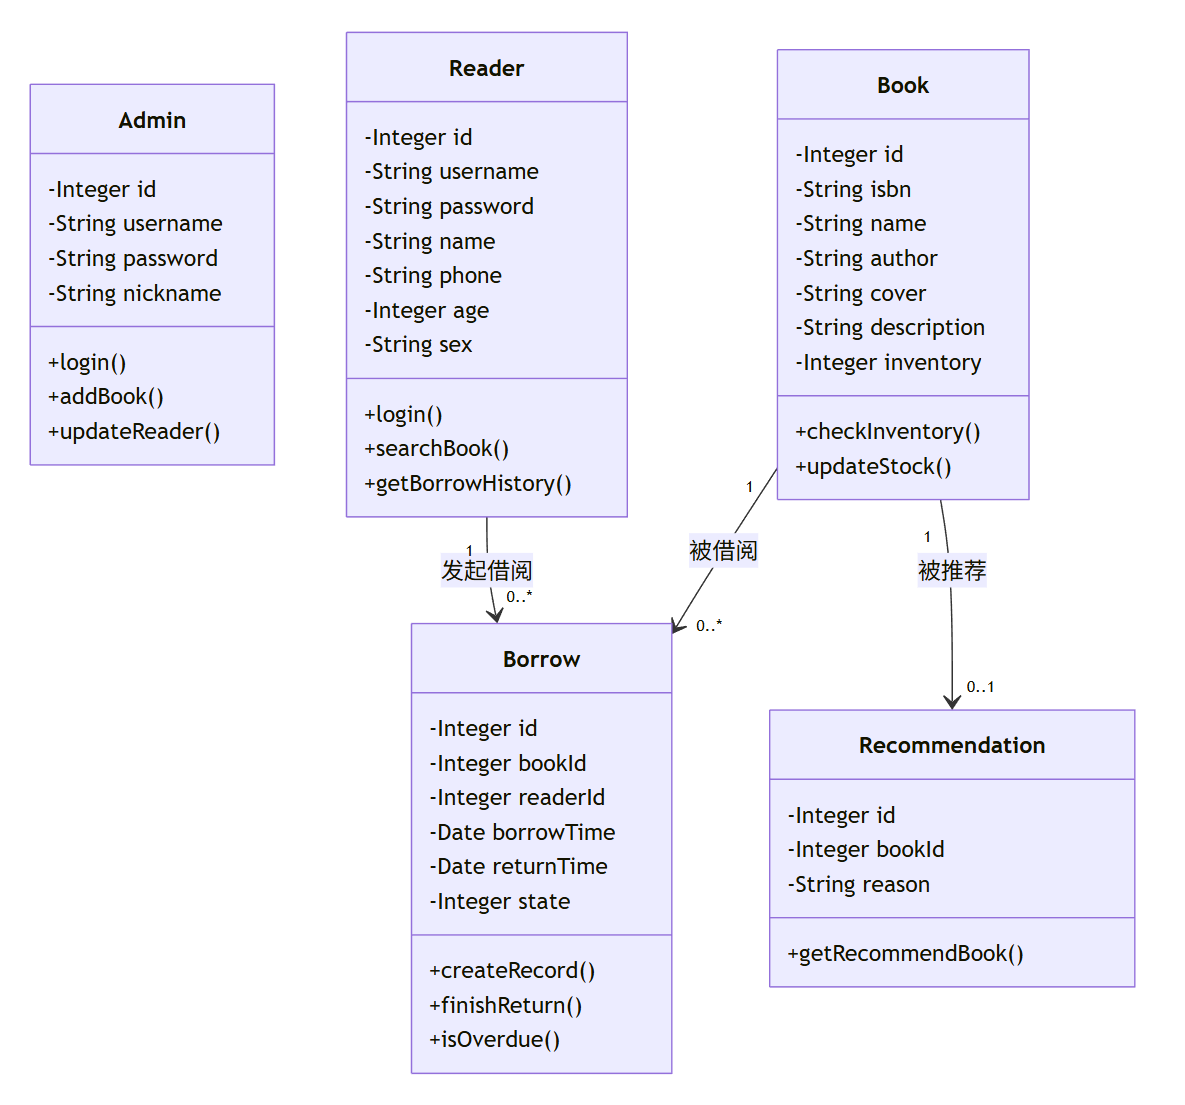 Admin
-Integer id
-String username
-String password
-String nickname
+login()
+addBook()
+updateReader()
Reader
-Integer id
-String username
-String password
-String name
-String phone
-Integer age
-String sex
+login()
+searchBook()
+getBorrowHistory()
Book
-Integer id
-String isbn
-String name
-String author
-String cover
-String description
-Integer inventory
+checkInventory()
+updateStock()
1
发起借阅
0..*
1
被借阅
0..*
1
被推荐
0..1
Borrow
-Integer id
-Integer bookId
-Integer readerId
-Date borrowTime
-Date returnTime
-Integer state
+createRecord()
+finishReturn()
+isOverdue()
Recommendation
-Integer id
-Integer bookId
-String reason
+getRecommendBook()